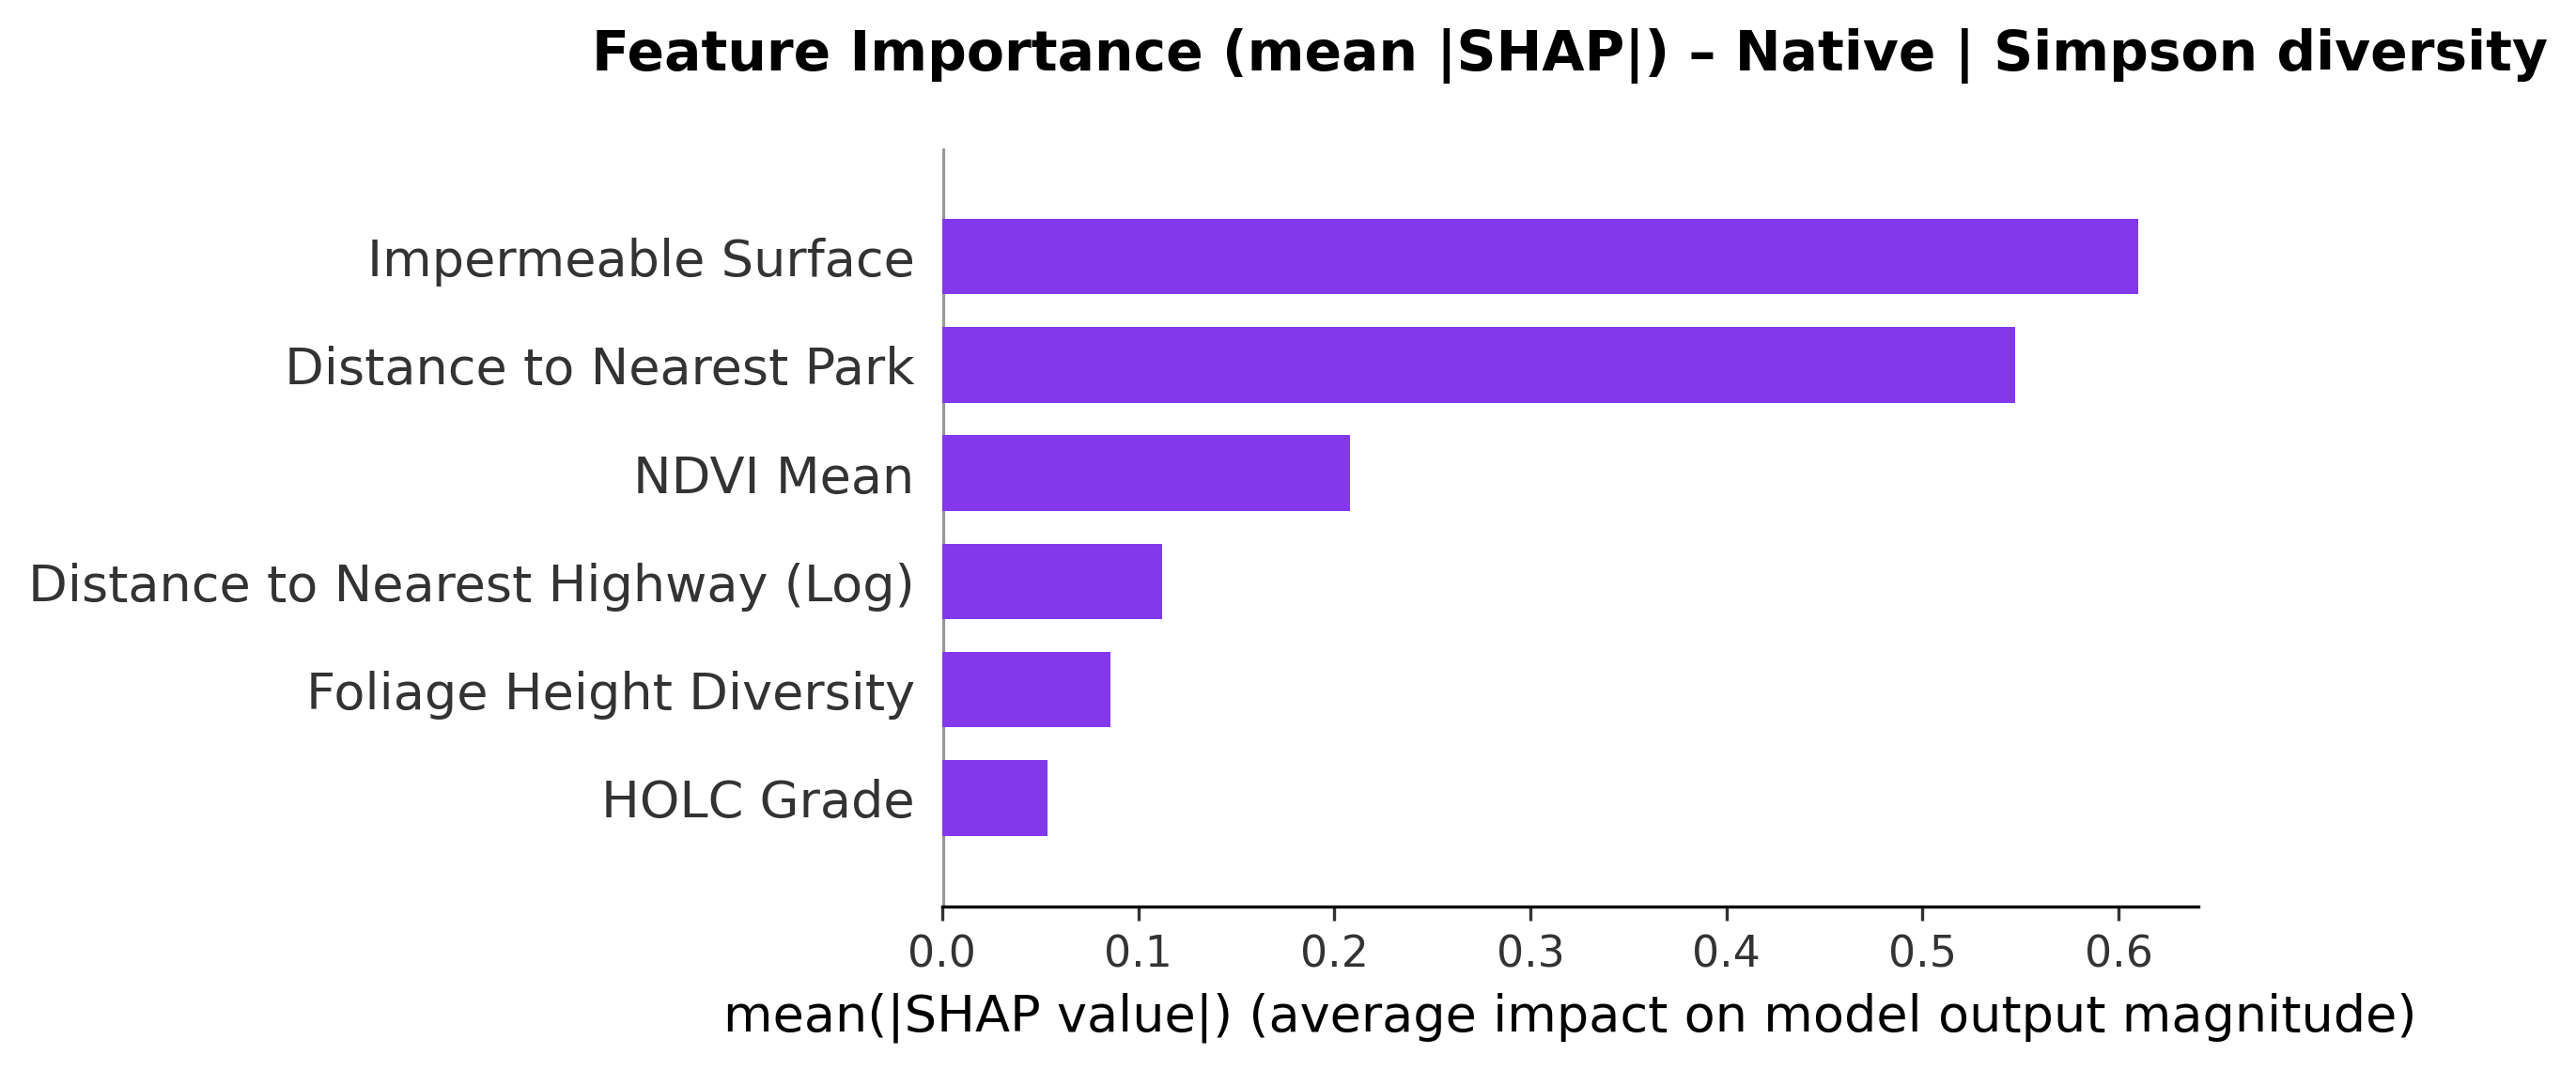 Feature Importance (mean |SHAP|) – Native | Simpson diversity
Impermeable Surface
Distance to Nearest Park
NDVI Mean
Distance to Nearest Highway (Log)
Foliage Height Diversity
HOLC Grade
0.0 0.1 0.2 0.3 0.4 0.5 0.6
mean(|SHAP value|) (average impact on model output magnitude)